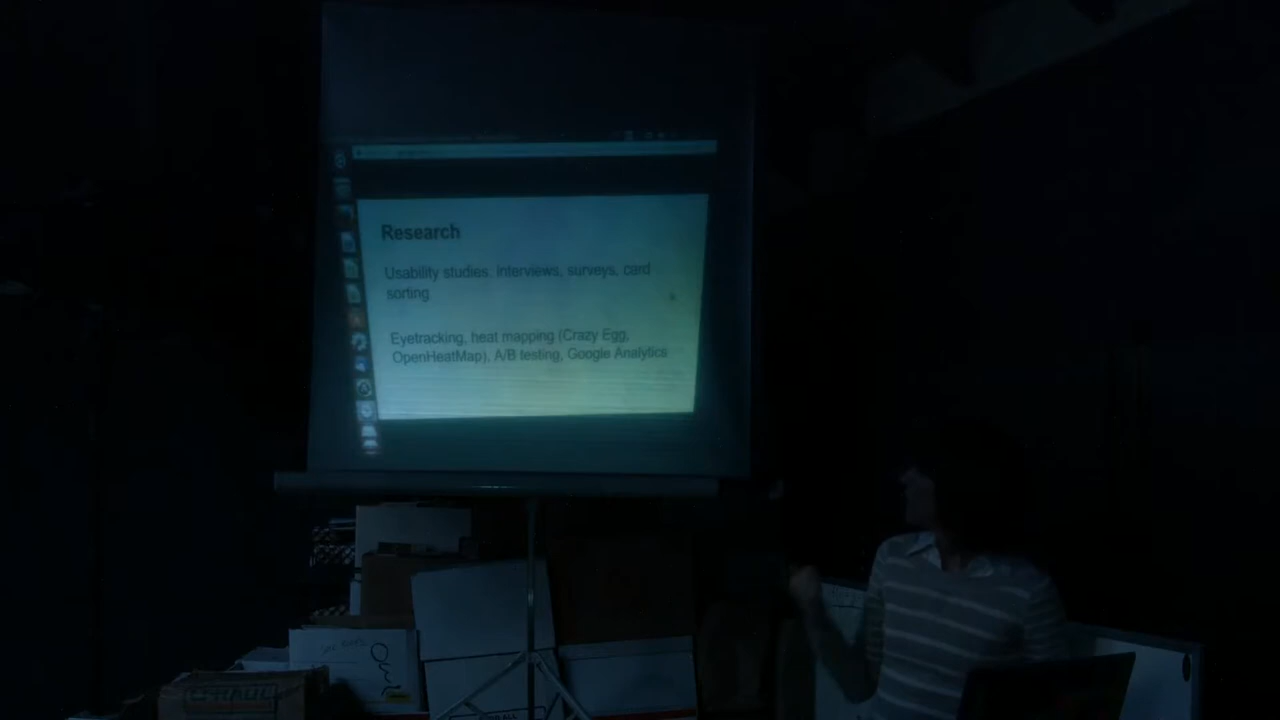 Research
Usability studies, interviews, surveys, card
sorting
Eyetracking, heat mapping (Crazy Egg,
OpenHeatMap), A/B testing, Google Analytics